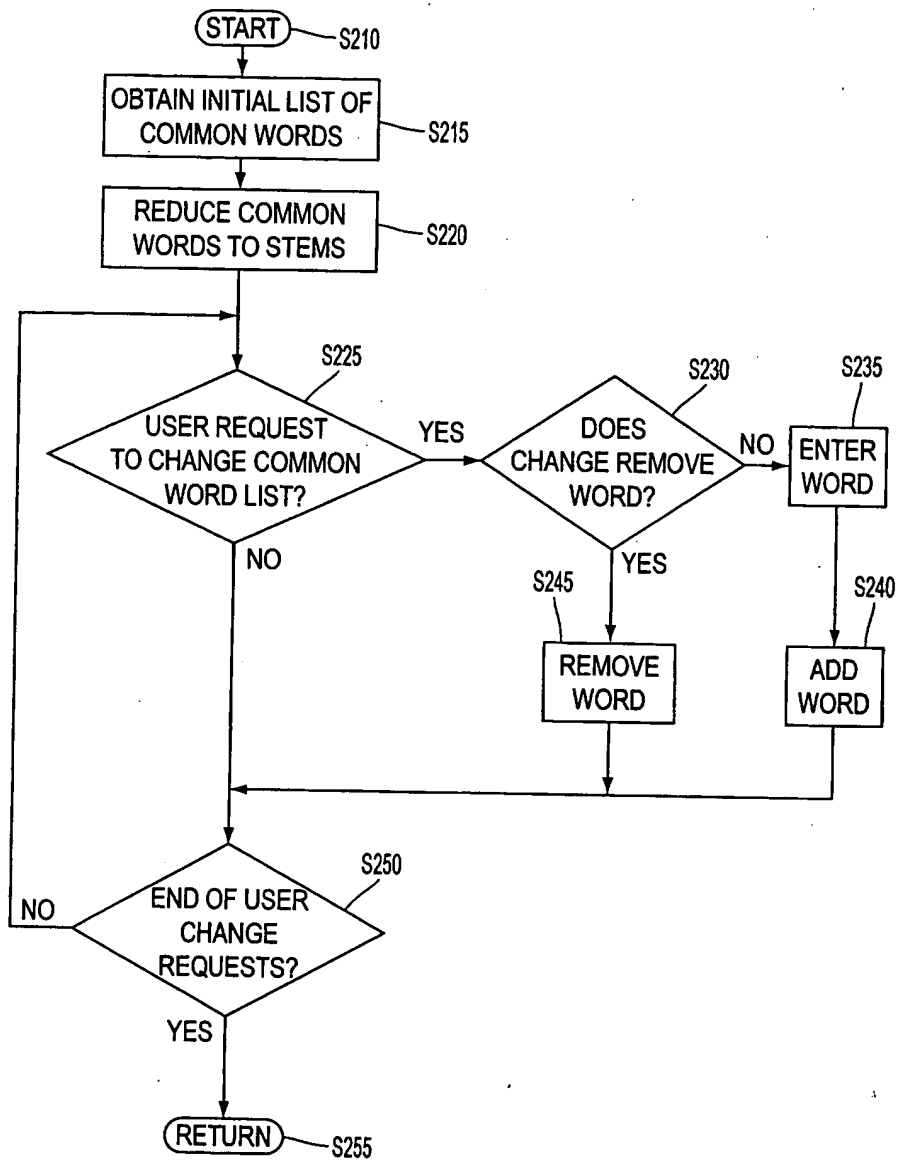 START
S210
OBTAIN INITIAL LIST OF
COMMON WORDS
S215
REDUCE COMMON
WORDS TO STEMS
S220
S225
USER REQUEST
TO CHANGE COMMON
WORD LIST?
YES
NO
S230
DOES
CHANGE REMOVE
WORD?
NO
YES
S235
ENTER
WORD
S245
REMOVE
WORD
S240
ADD
WORD
S250
END OF USER
CHANGE
REQUESTS?
NO
YES
RETURN
S255